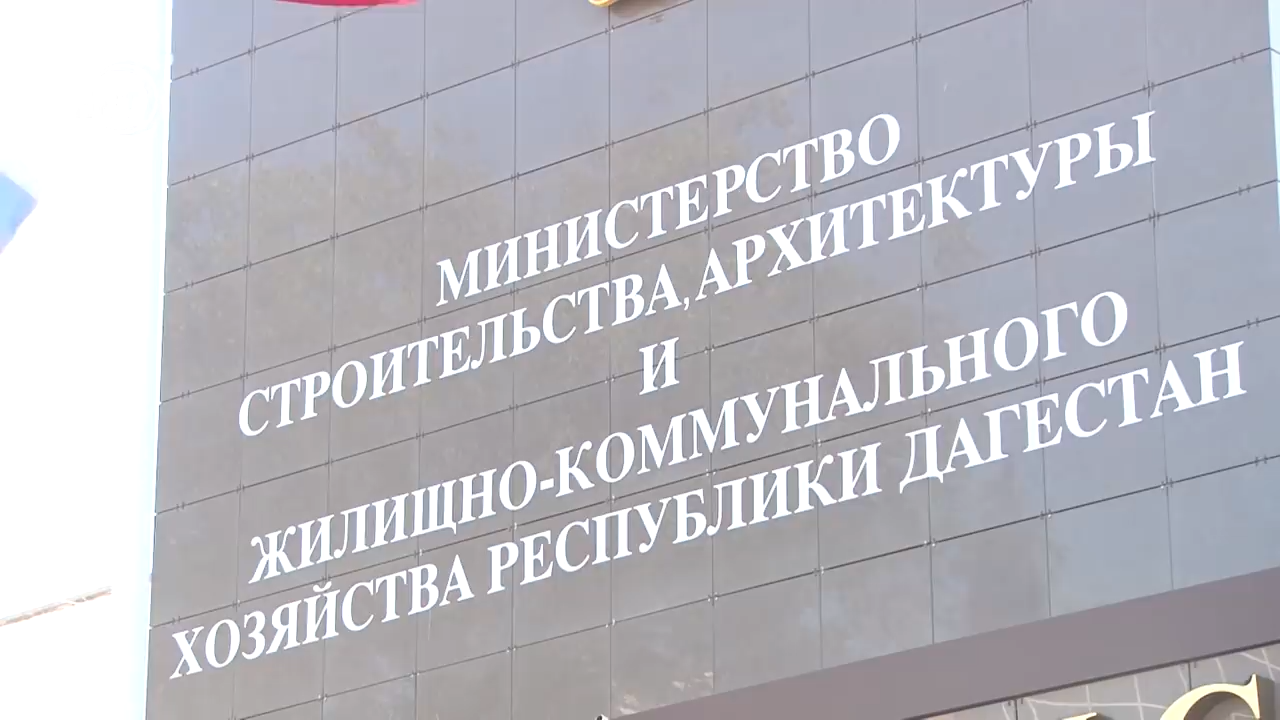 МИНИСТЕРСТВО
СТРОИТЕЛЬСТВА, АРХИТЕКТУРЫ
И
ЖИЛИЩНО-КОММУНАЛЬНОГО
ХОЗЯЙСТВА РЕСПУБЛИКИ ДАГЕСТАН